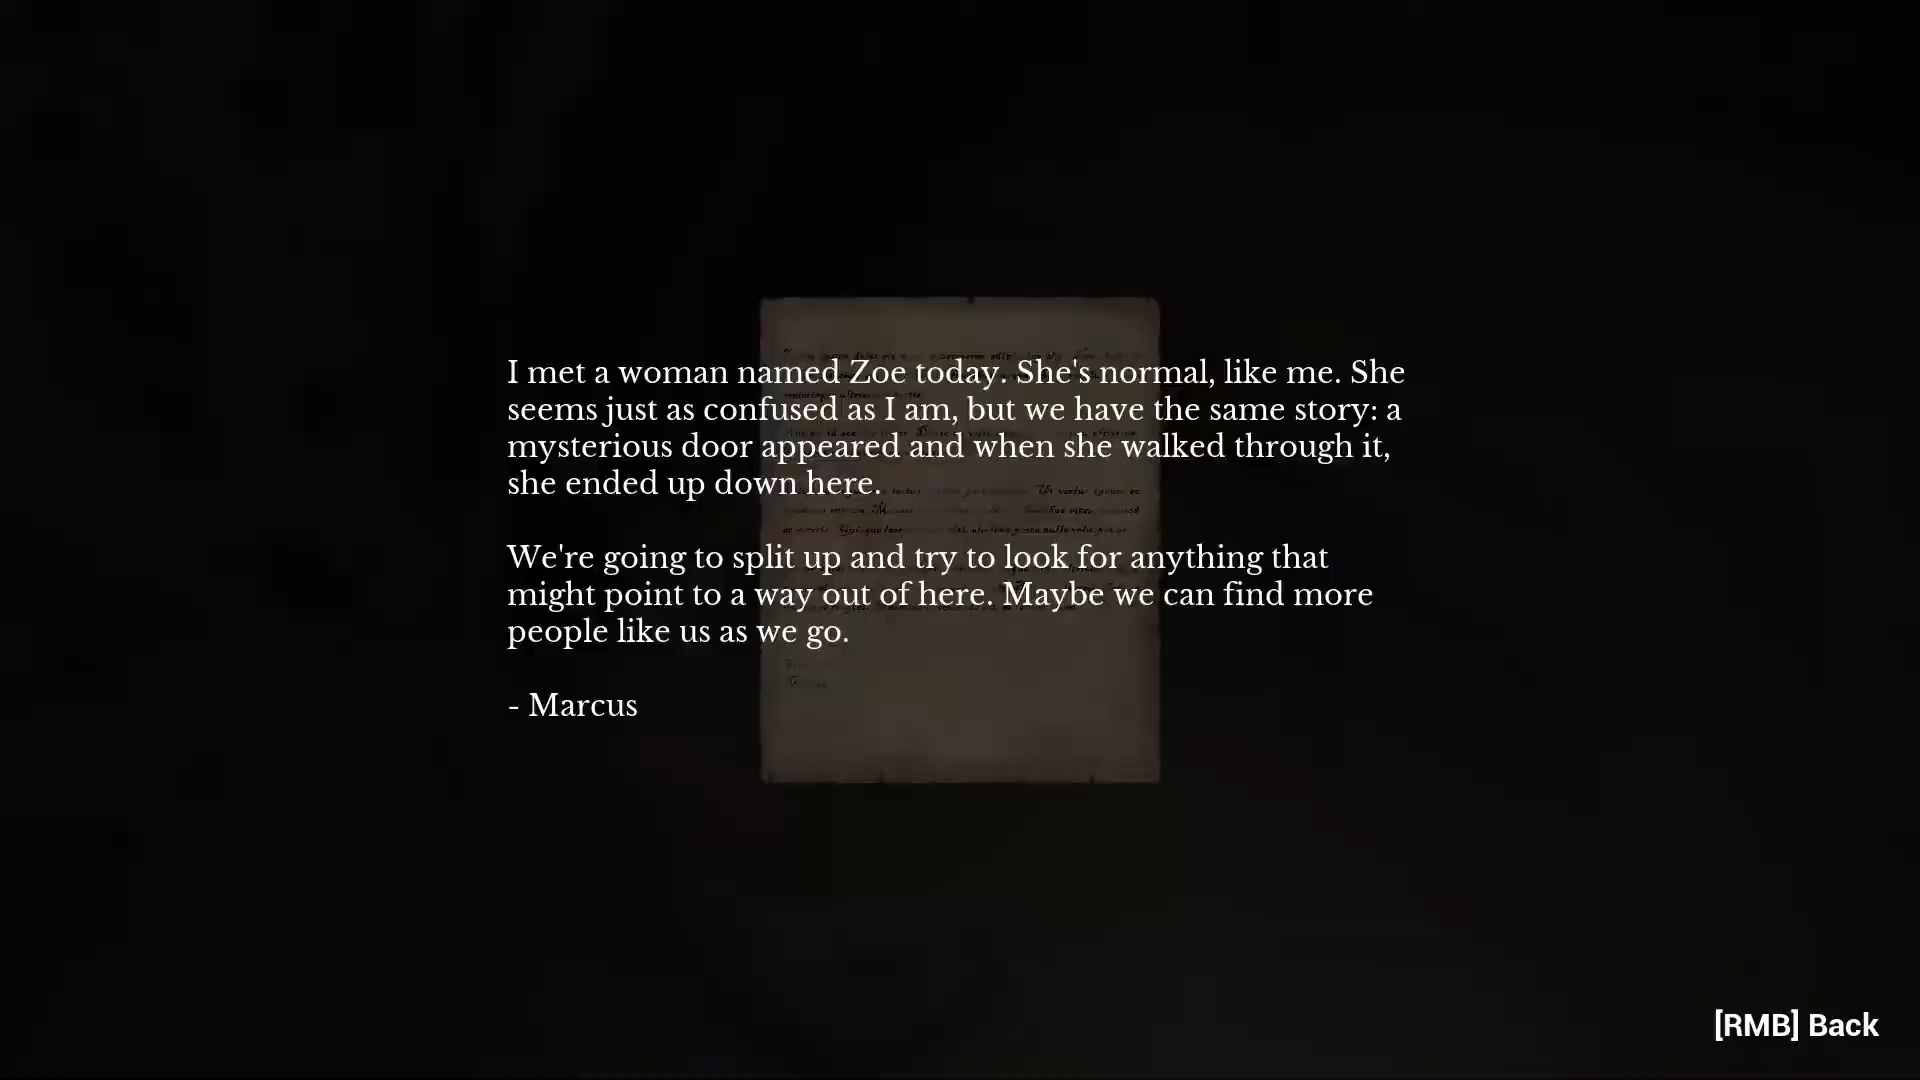 I met a woman named Zoe today. She's normal, like me. She
seems just as confused as I am, but we have the same story: a
mysterious door appeared and when she walked through it,
she ended up down here.
We're going to split up and try to look for anything that
might point to a way out of here. Maybe we can find more
people like us as we go.
- Marcus
[RMB] Back